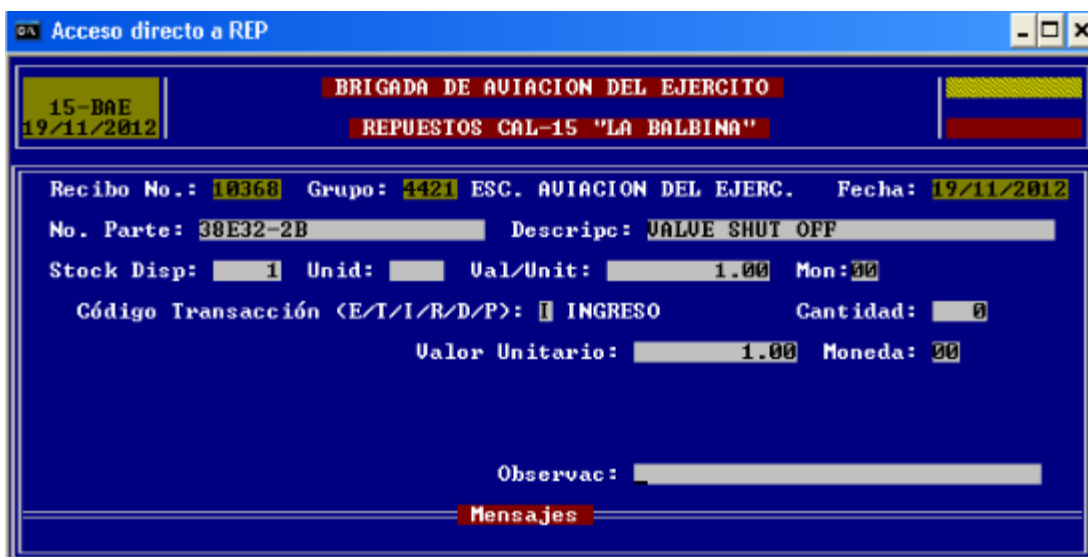 Acceso directo a REP
BRIGADA DE AVIACION DEL EJERCITO
15-BAE
19/11/2012
REPUESTOS CAL-15 "LA BALBINA"
Recibo No.: 10368 Grupo: 4421 ESC. AVIACION DEL EJERC. Fecha: 19/11/2012
No. Parte: 38E32-2B Descripc: VALVE SHUT OFF
Stock Disp: 1 Unid: Val/Unit: 1.00 Mon:00
Código Transacción (E/T/I/R/D/P): I INGRESO Cantidad: 0
Valor Unitario: 1.00 Moneda: 00
Observac:
Mensajes